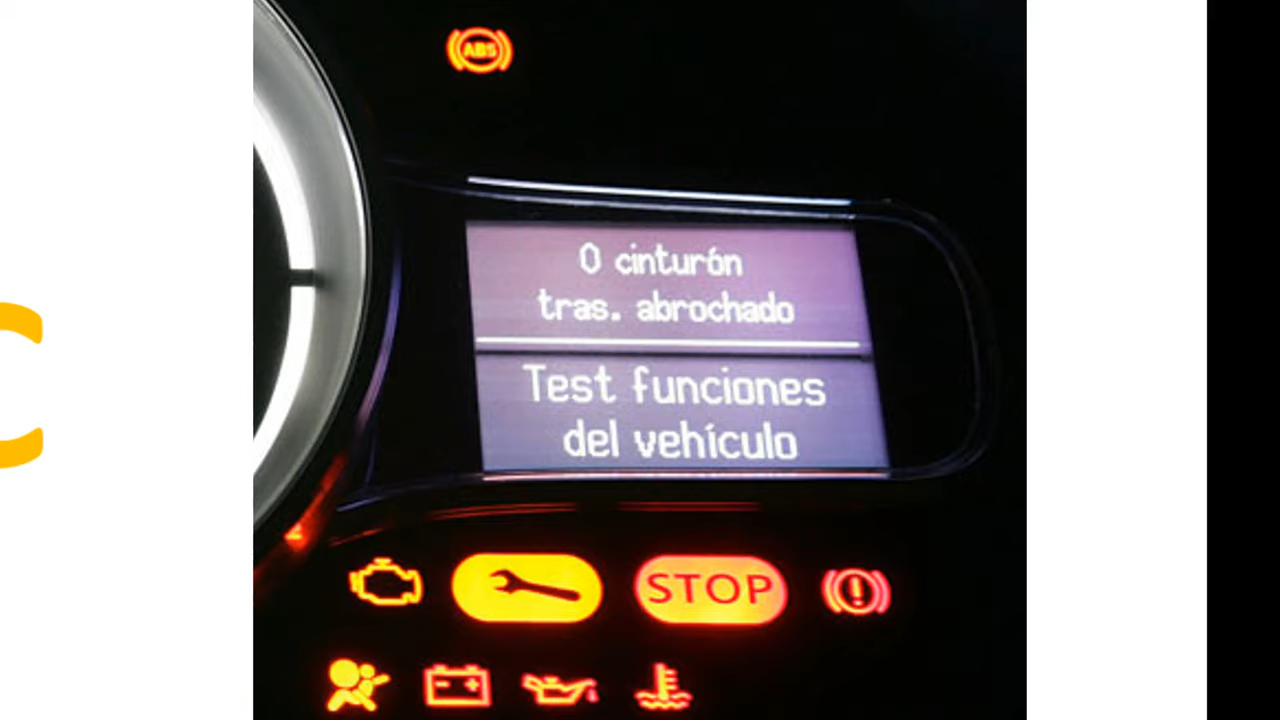 ABS
0 cinturón
tras. abrochado
Test funciones
del vehículo
STOP